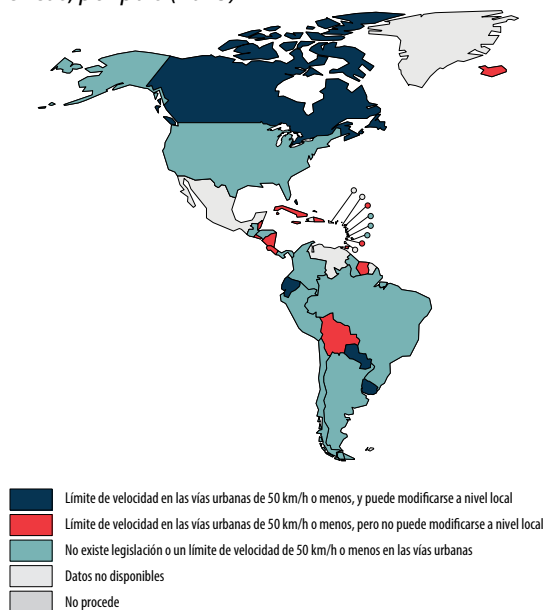 Límite de velocidad en las vías urbanas de 50 km/h o menos, y puede modificarse a nivel local
Límite de velocidad en las vías urbanas de 50 km/h o menos, pero no puede modificarse a nivel local
No existe legislación o un límite de velocidad de 50 km/h o menos en las vías urbanas
Datos no disponibles
No procede